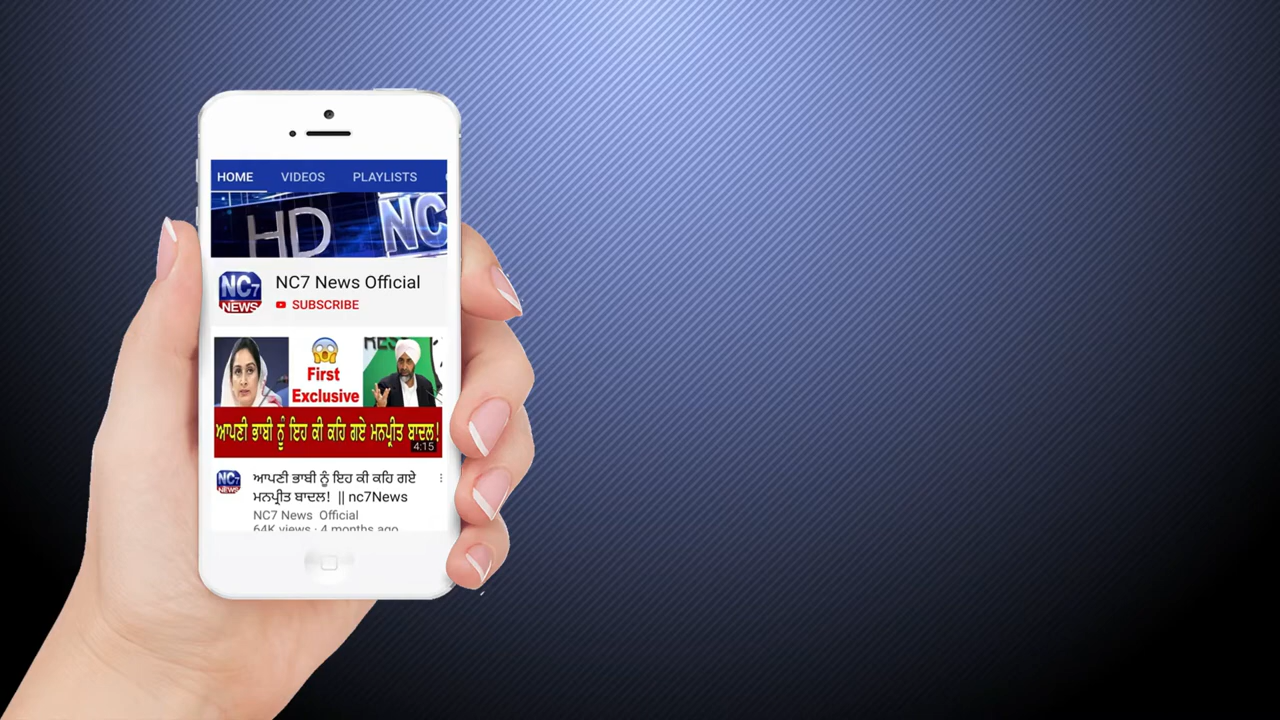 HOME VIDEOS PLAYLISTS
HD NC
NC7 NEWS
NC7 News Official
SUBSCRIBE
First
Exclusive
ਆਪਣੀ ਭਾਬੀ ਨੂੰ ਇਹ ਕੀ ਕਹਿ ਗਏ ਮਨਪ੍ਰੀਤ ਬਾਦਲ!
4:15
NC7 NEWS
ਆਪਣੀ ਭਾਬੀ ਨੂੰ ਇਹ ਕੀ ਕਹਿ ਗਏ
ਮਨਪ੍ਰੀਤ ਬਾਦਲ! || nc7News
NC7 News Official
64K views · 4 months ago